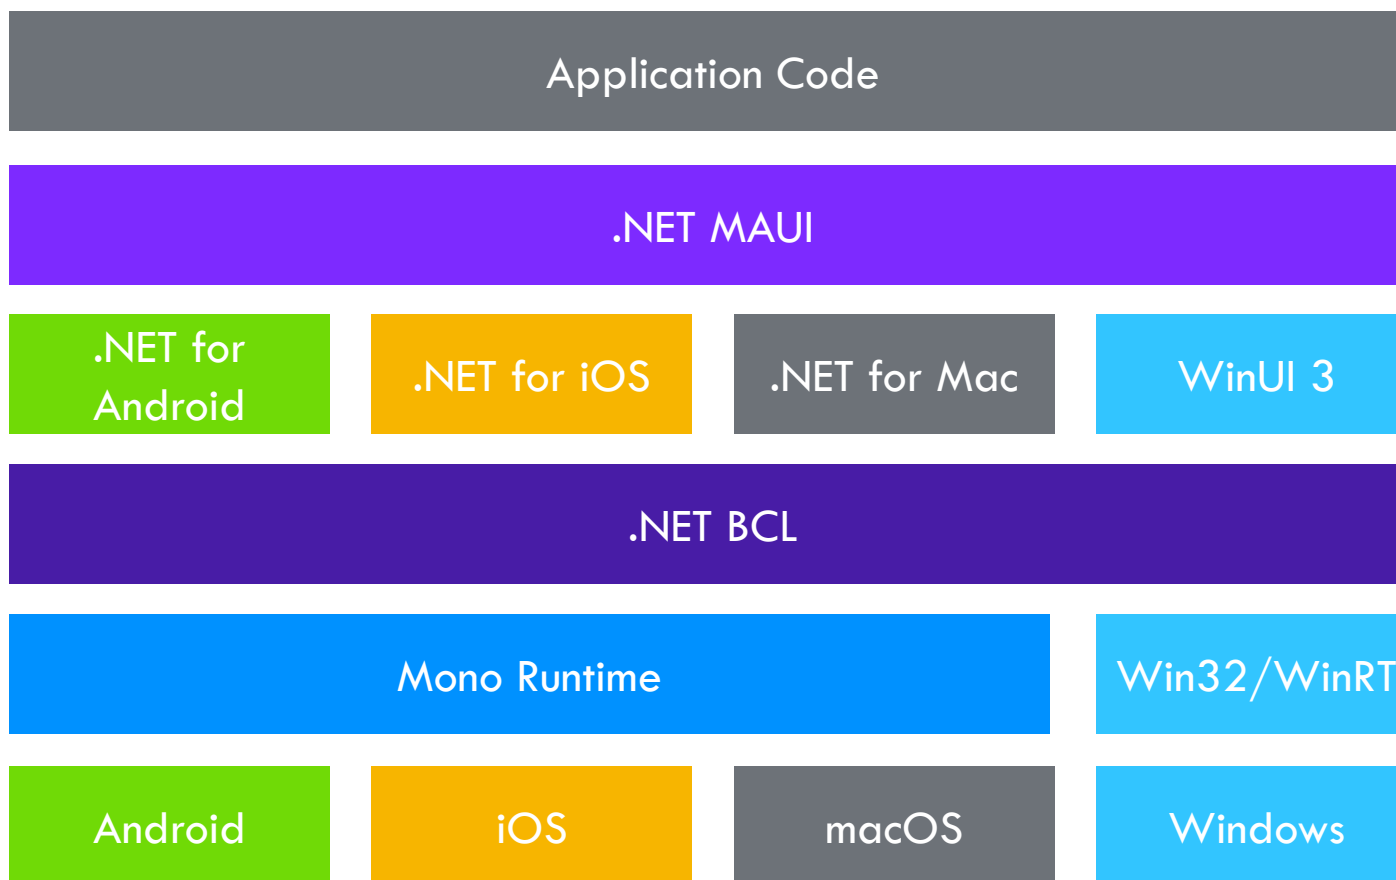 Application Code
.NET MAUI
.NET for
Android
.NET for iOS
.NET for Mac
WinUI 3
.NET BCL
Mono Runtime
Win32/WinRT
Android
iOS
macOS
Windows